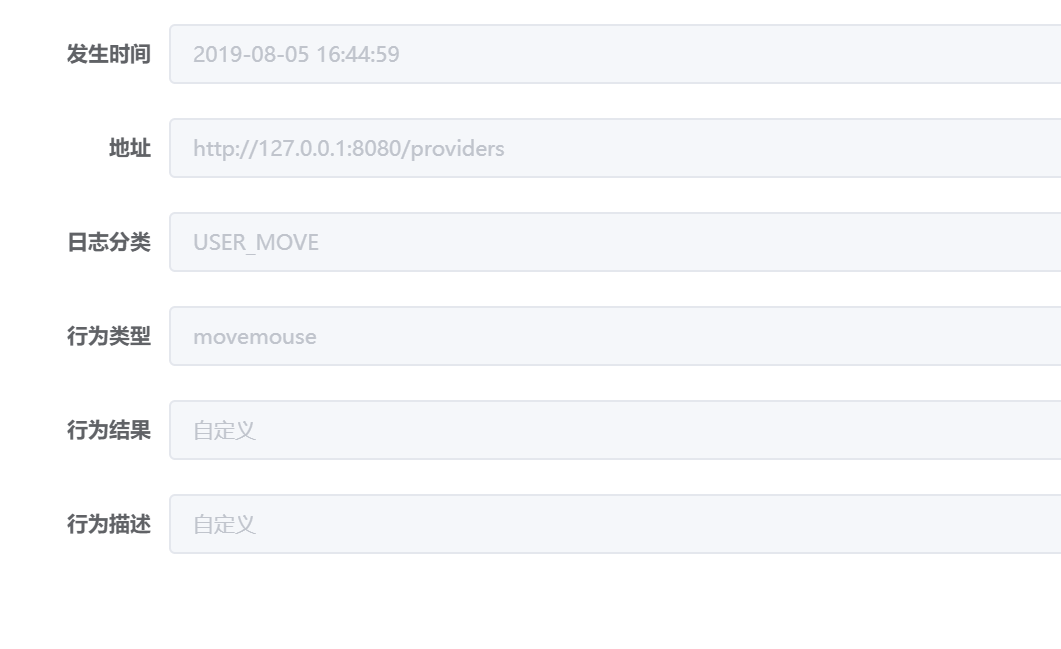 发生时间 2019-08-05 16:44:59
地址 http://127.0.0.1:8080/providers
日志分类 USER_MOVE
行为类型 movemouse
行为结果 自定义
行为描述 自定义